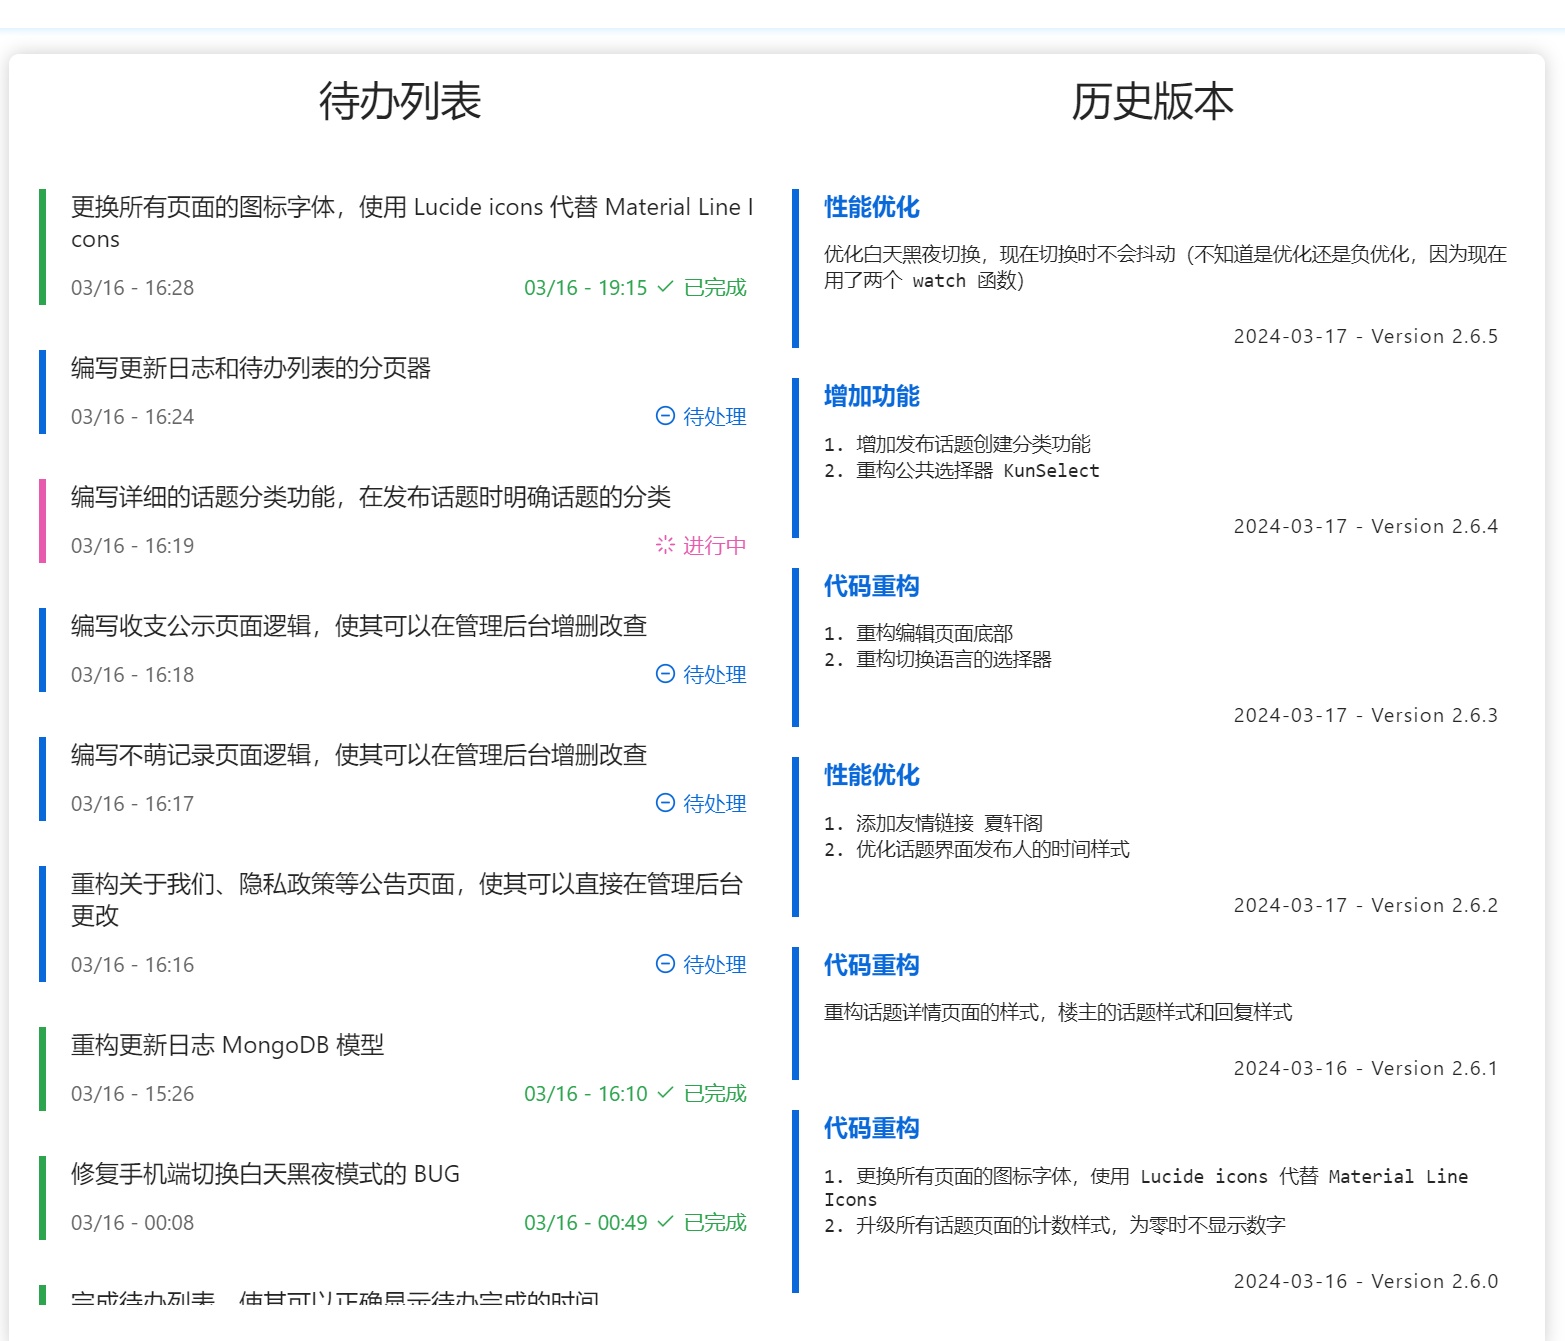 待办列表
更换所有页面的图标字体，使用 Lucide icons 代替 Material Line I
cons
03/16 - 16:28
03/16 - 19:15 已完成
编写更新日志和待办列表的分页器
03/16 - 16:24
待处理
编写详细的话题分类功能，在发布话题时明确话题的分类
03/16 - 16:19
进行中
编写收支公示页面逻辑，使其可以在管理后台增删改查
03/16 - 16:18
待处理
编写不萌记录页面逻辑，使其可以在管理后台增删改查
03/16 - 16:17
待处理
重构关于我们、隐私政策等公告页面，使其可以直接在管理后台
更改
03/16 - 16:16
待处理
重构更新日志 MongoDB 模型
03/16 - 15:26
03/16 - 16:10 已完成
修复手机端切换白天黑夜模式的 BUG
03/16 - 00:08
03/16 - 00:49 已完成
完成待办列表，使其可以正确显示待办完成的时间
历史版本
性能优化
优化白天黑夜切换，现在切换时不会抖动（不知道是优化还是负优化，因为现在
用了两个 watch 函数）
2024-03-17 - Version 2.6.5
增加功能
1. 增加发布话题创建分类功能
2. 重构公共选择器 KunSelect
2024-03-17 - Version 2.6.4
代码重构
1. 重构编辑页面底部
2. 重构切换语言的选择器
2024-03-17 - Version 2.6.3
性能优化
1. 添加友情链接 夏轩阁
2. 优化话题界面发布人的时间样式
2024-03-17 - Version 2.6.2
代码重构
重构话题详情页面的样式，楼主的话题样式和回复样式
2024-03-16 - Version 2.6.1
代码重构
1. 更换所有页面的图标字体，使用 Lucide icons 代替 Material Line
Icons
2. 升级所有话题页面的计数样式，为零时不显示数字
2024-03-16 - Version 2.6.0